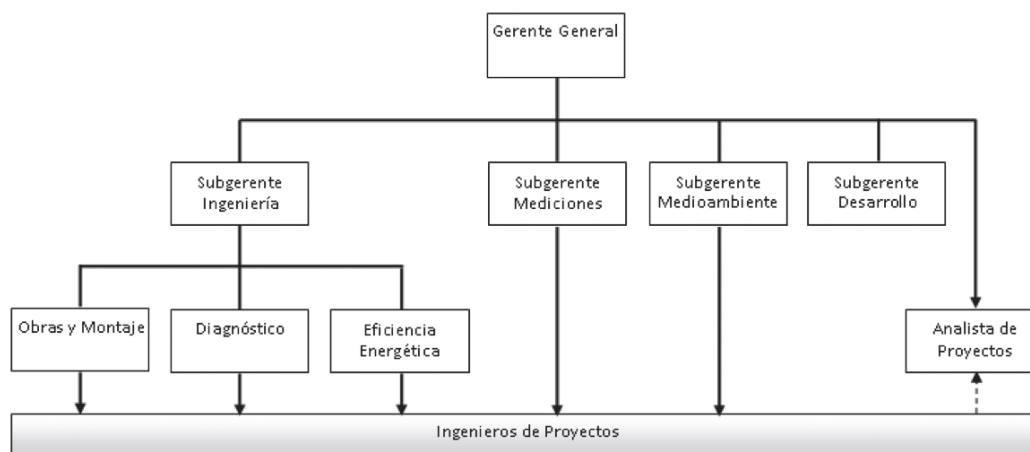 Gerente General
Subgerente
Ingeniería
Subgerente
Mediciones
Subgerente
Medioambiente
Subgerente
Desarrollo
Obras y Montaje
Diagnóstico
Eficiencia
Energética
Analista de
Proyectos
Ingenieros de Proyectos